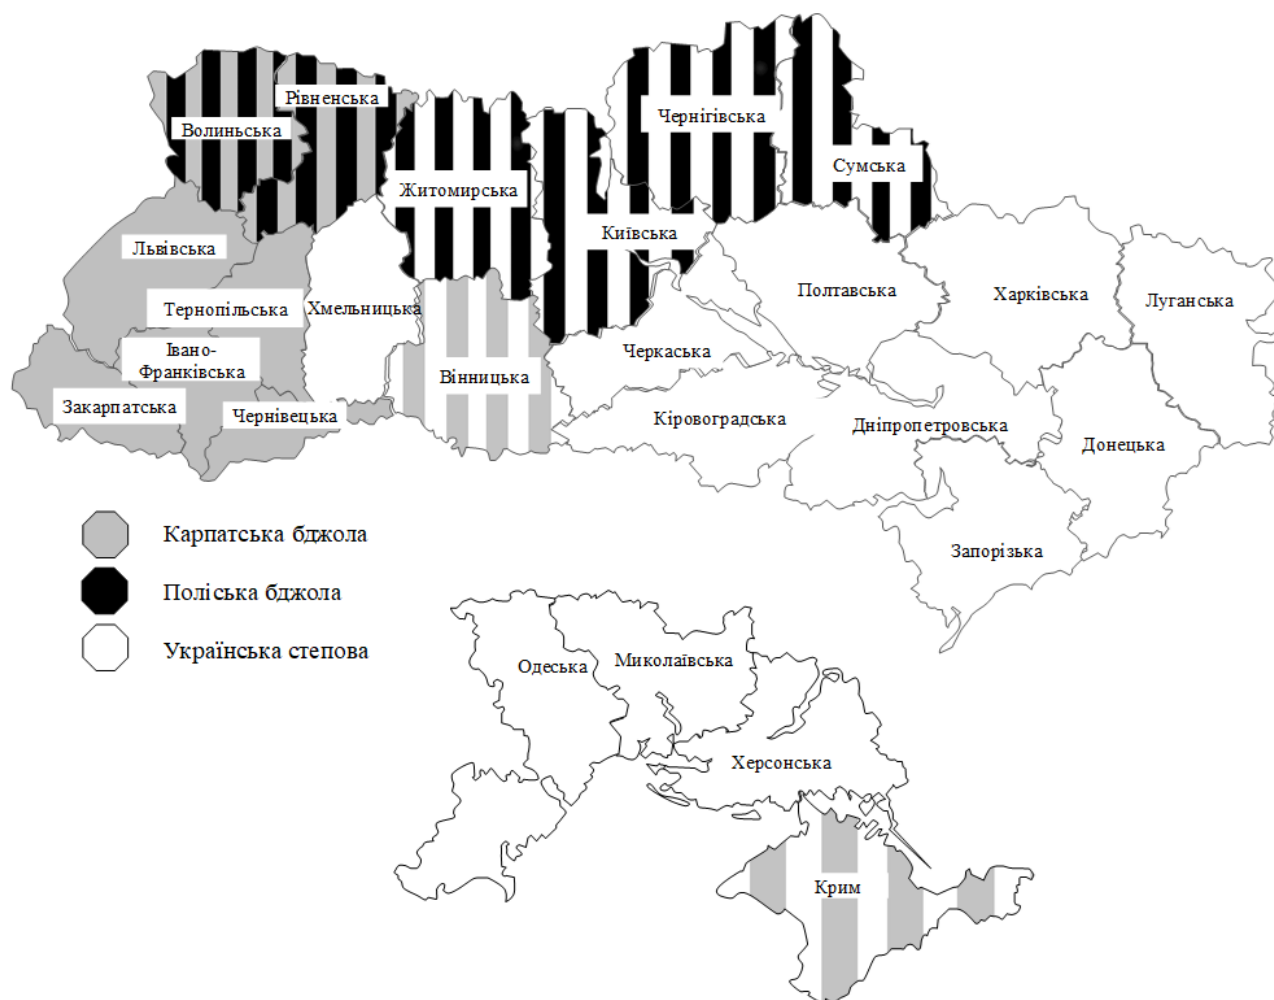 Рівненська
Волиньська
Чернігівська
Сумська
Житомирська
Київська
Львівська
Тернопільська
Хмельницька
Полтавська
Харківська
Луганська
Івано-
Франківська
Черкаська
Вінницька
Закарпатська
Чернівецька
Кіровоградська
Дніпропетровська
Донецька
Запорізька
Карпатська бджола
Поліська бджола
Українська степова
Одеська
Миколаївська
Херсонська
Крим